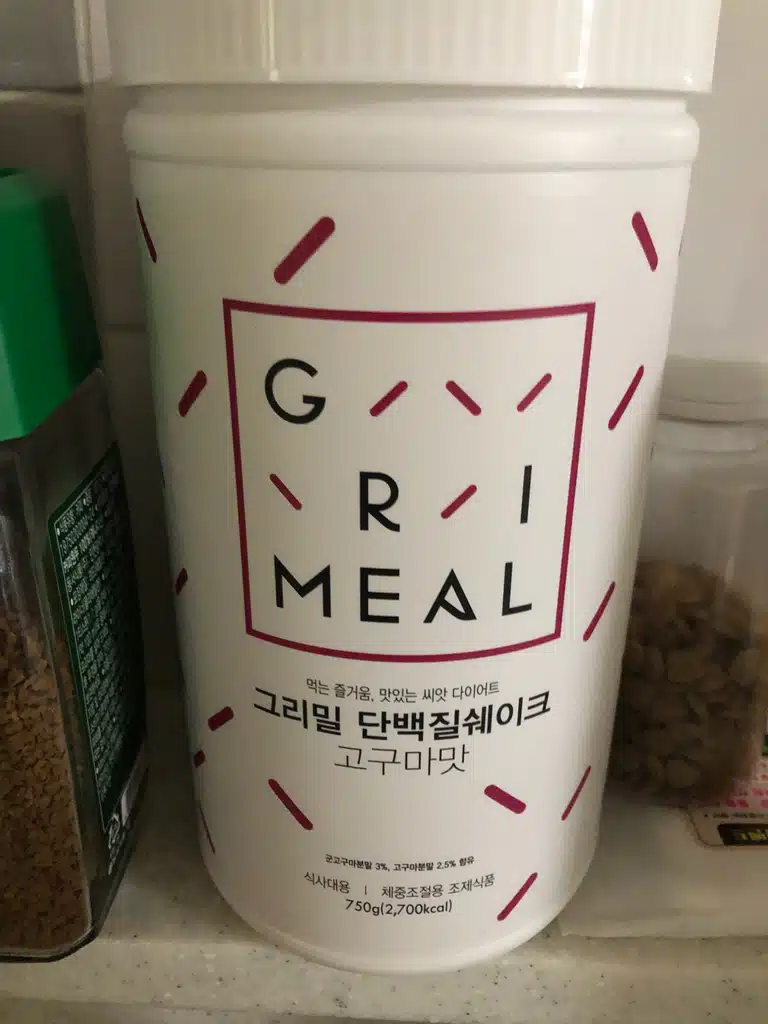 G
R I
MEAL
먹는 즐거움, 맛있는 씨앗 다이어트
그리밀 단백질쉐이크
고구마맛
군고구마분말 3%, 고구마분말 2.5% 함유
식사대용 | 체중조절용 조제식품
750g(2,700kcal)